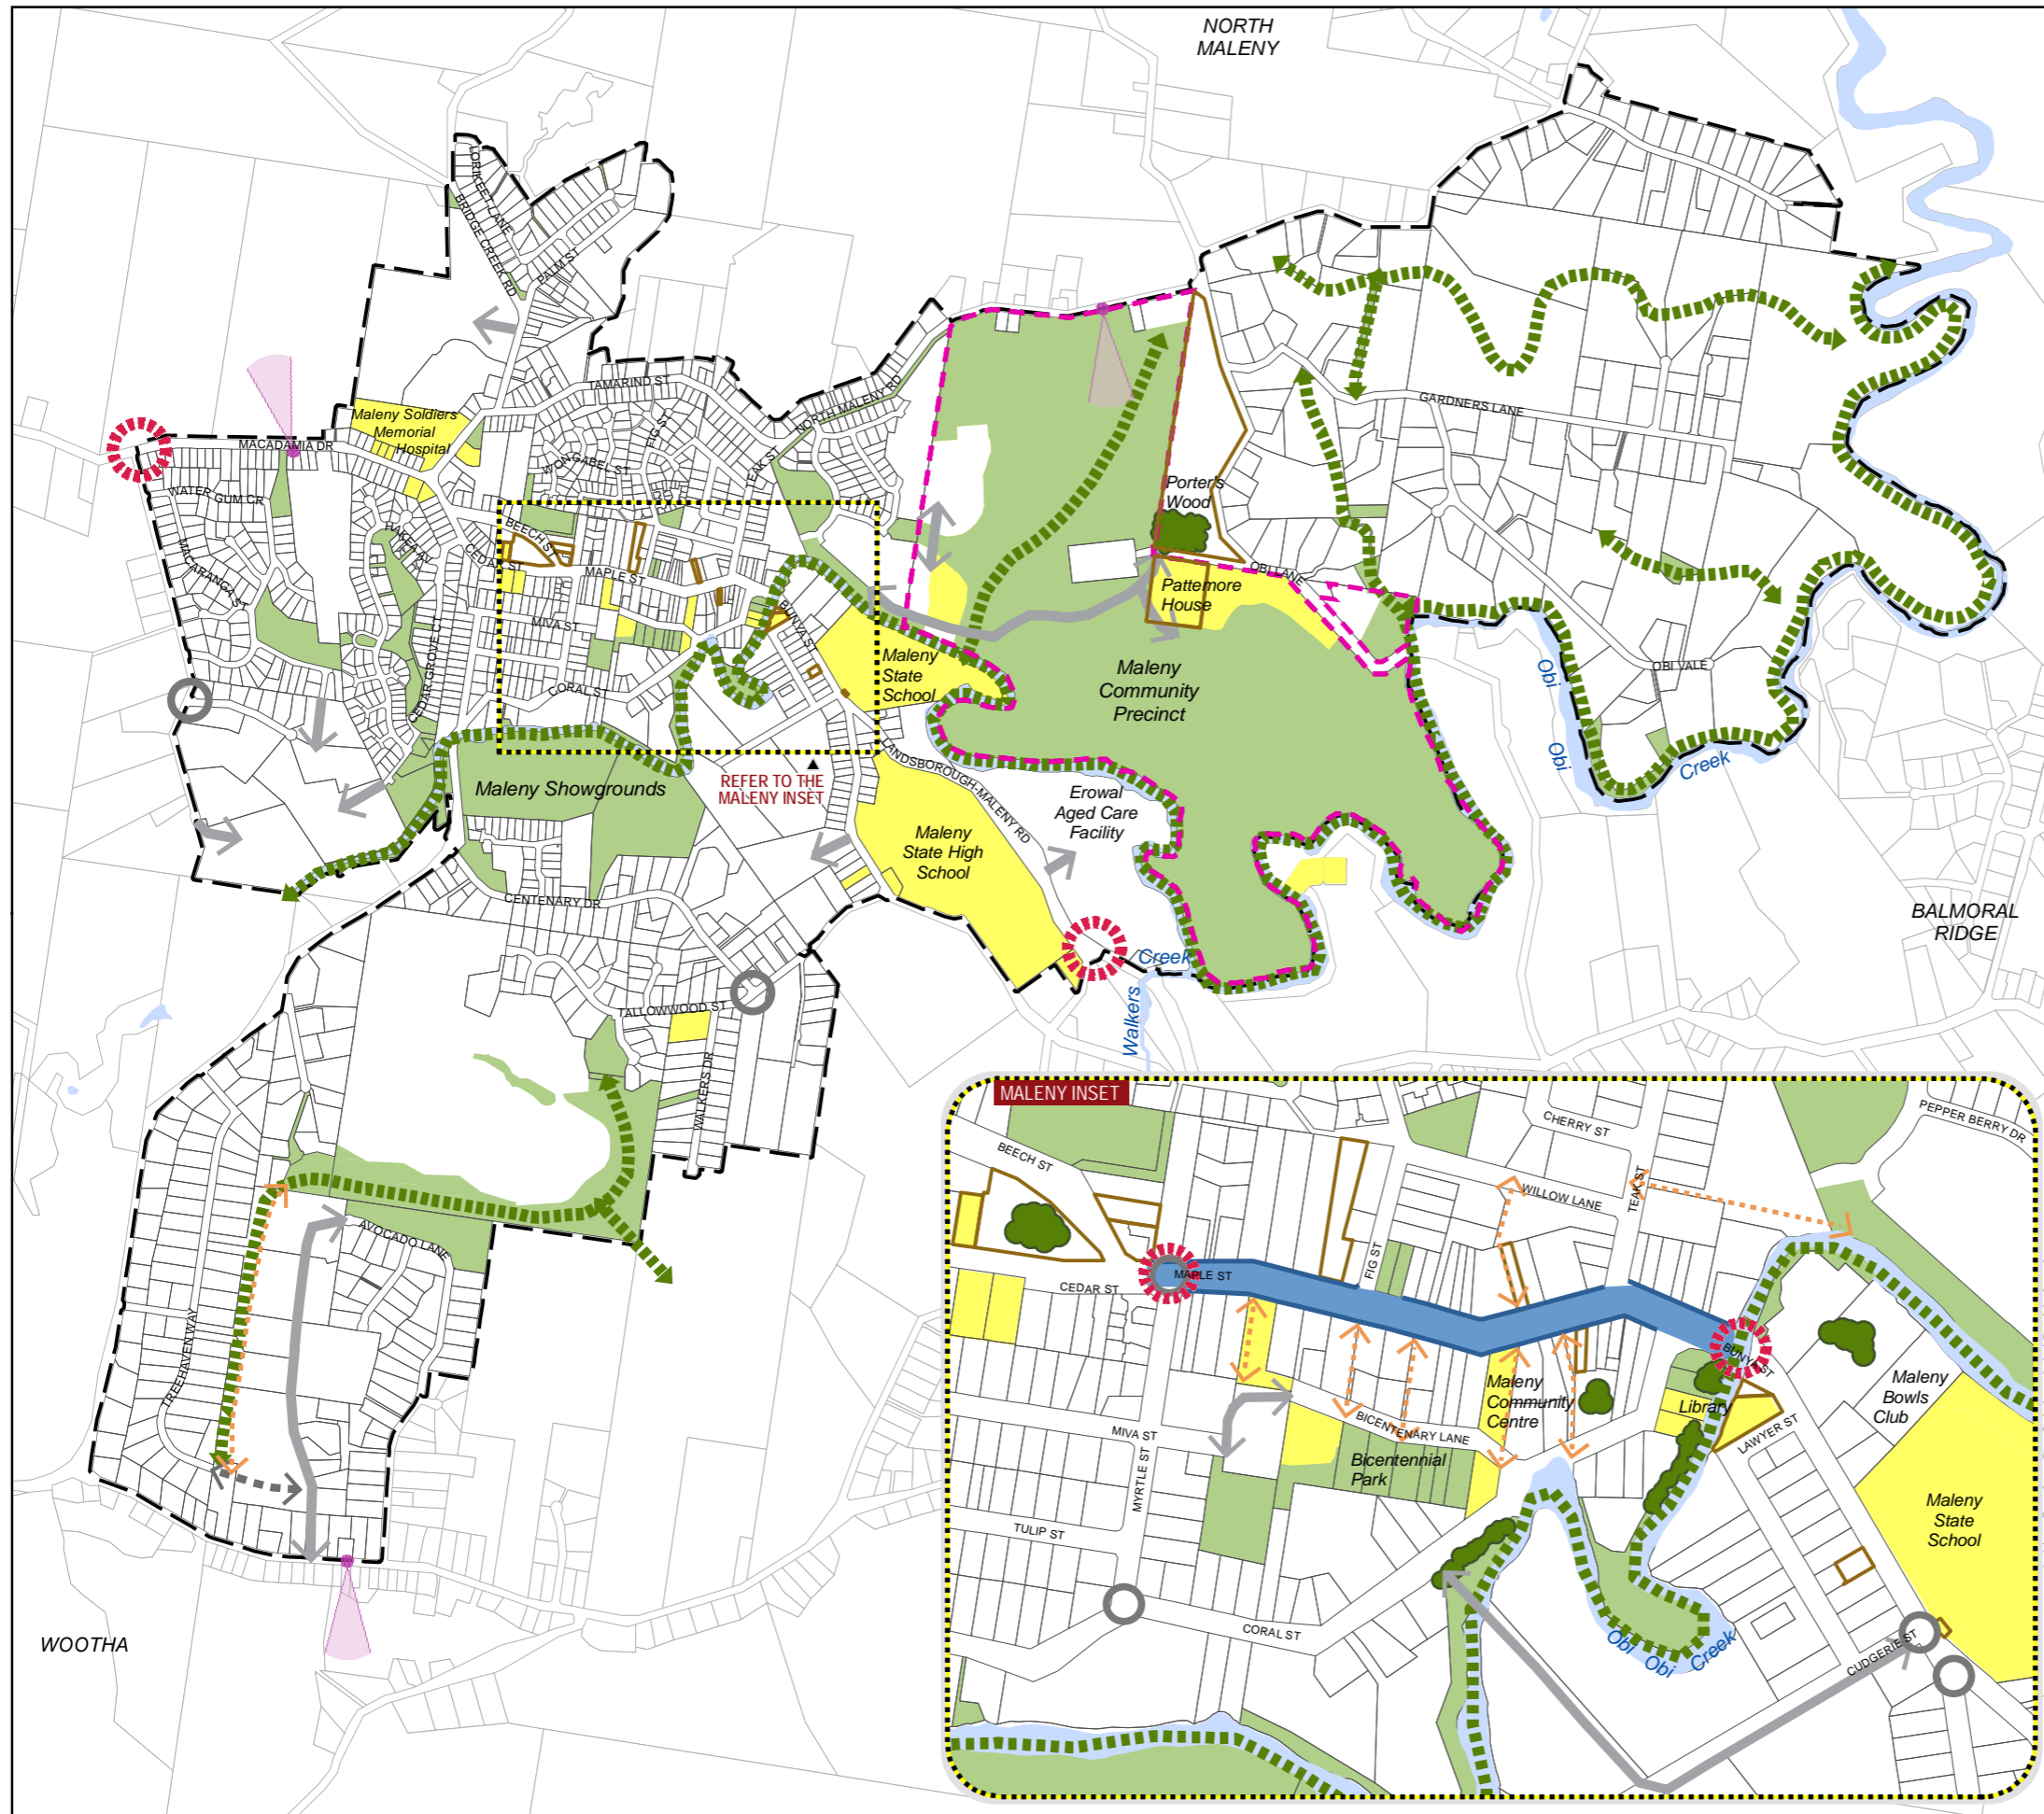 NORTH
MALENY
LORIKEET LANE
BRIDGE CREEK RD
PALM ST
TAMARIND ST
FIG ST
NORTH MALENY RD
Maleny Soldiers
Memorial
Hospital
MACADAMIA DR
WONGABEL ST
TEAK ST
GARDNERS LANE
WATER GUM CR
Porter's
Wood
HAKEA AV
BEECH ST
CEDAR ST
MACARANGA ST
MAPLE ST
OBI LANE
Pattemore
House
BUNYA ST
MIVA ST
Maleny
State
School
Maleny
Community
Precinct
OBI VALE
Obi
CEDAR GROVE CT
CORAL ST
Obi
Creek
LANDSBOROUGH-MALENY RD
Maleny Showgrounds
REFER TO THE
MALENY INSET
Erowal
Aged Care
Facility
Maleny
State High
School
CENTENARY DR
BALMORAL
RIDGE
Creek
Walkers
TALLOWWOOD ST
WALKERS DR
AVOCADO LANE
TREEHAVEN WAY
WOOTHA
MALENY INSET
PEPPER BERRY DR
CHERRY ST
BEECH ST
WILLOW LANE
TEAK ST
FIG ST
MAPLE ST
CEDAR ST
BUNYA ST
Maleny
Community
Centre
Library
Maleny
Bowls
Club
LAWYER ST
BICENTENARY LANE
MIVA ST
Bicentennial
Park
MYRTLE ST
Maleny
State
School
TULIP ST
CORAL ST
Obi
Obi
Creek
CUDGERIE ST